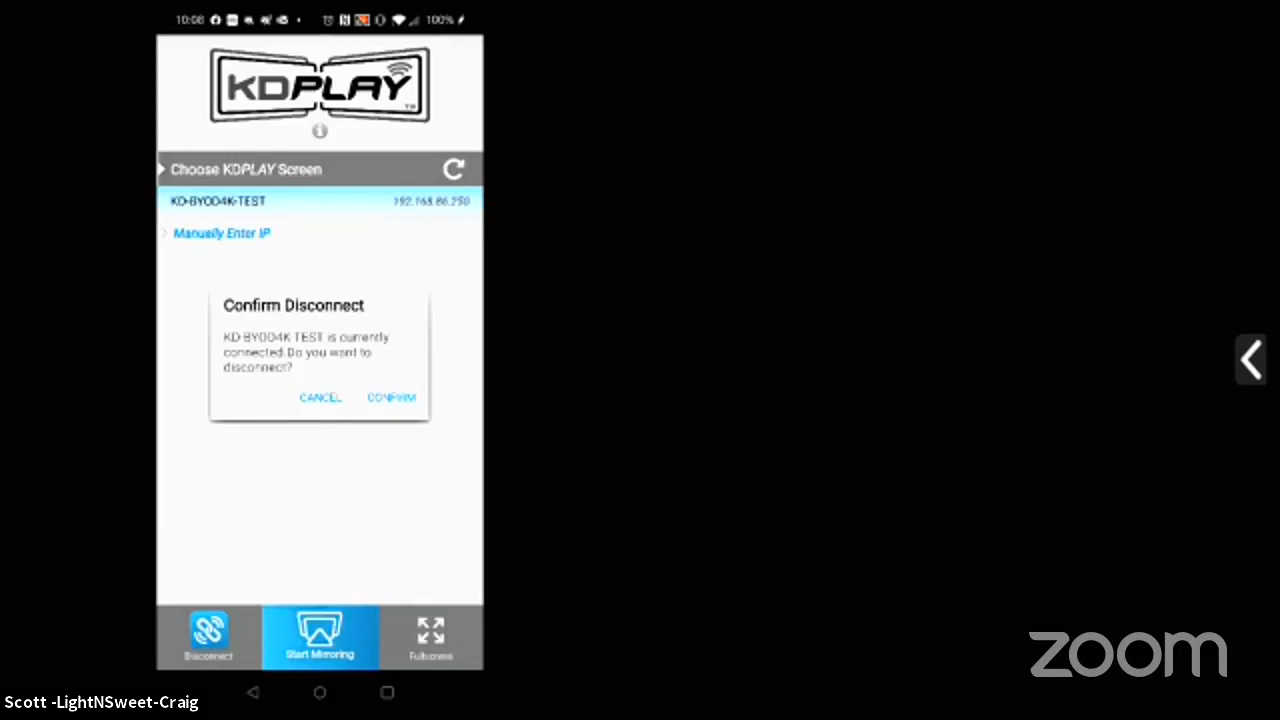 10:08
100%
KDPLAY
TM
Choose KDPLAY Screen
KD-BYOD4K-TEST 192.168.86.250
Manually Enter IP
Confirm Disconnect
KD-BYOD4K-TEST is currently
connected.Do you want to
disconnect?
CANCEL CONFIRM
Disconnect Start Mirroring Fullscreen
zoom
Scott -LightNSweet-Craig